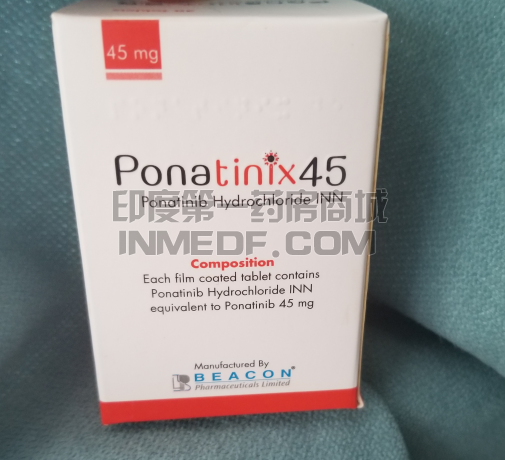 45 mg
Ponatinix45
Ponatinib Hydrochloride INN
印度第一药房商城
INMEDF.COM
Composition
Each film coated tablet contains
Ponatinib Hydrochloride INN
equivalent to Ponatinib 45 mg
Manufactured By
BEACON®
Pharmaceuticals Limited